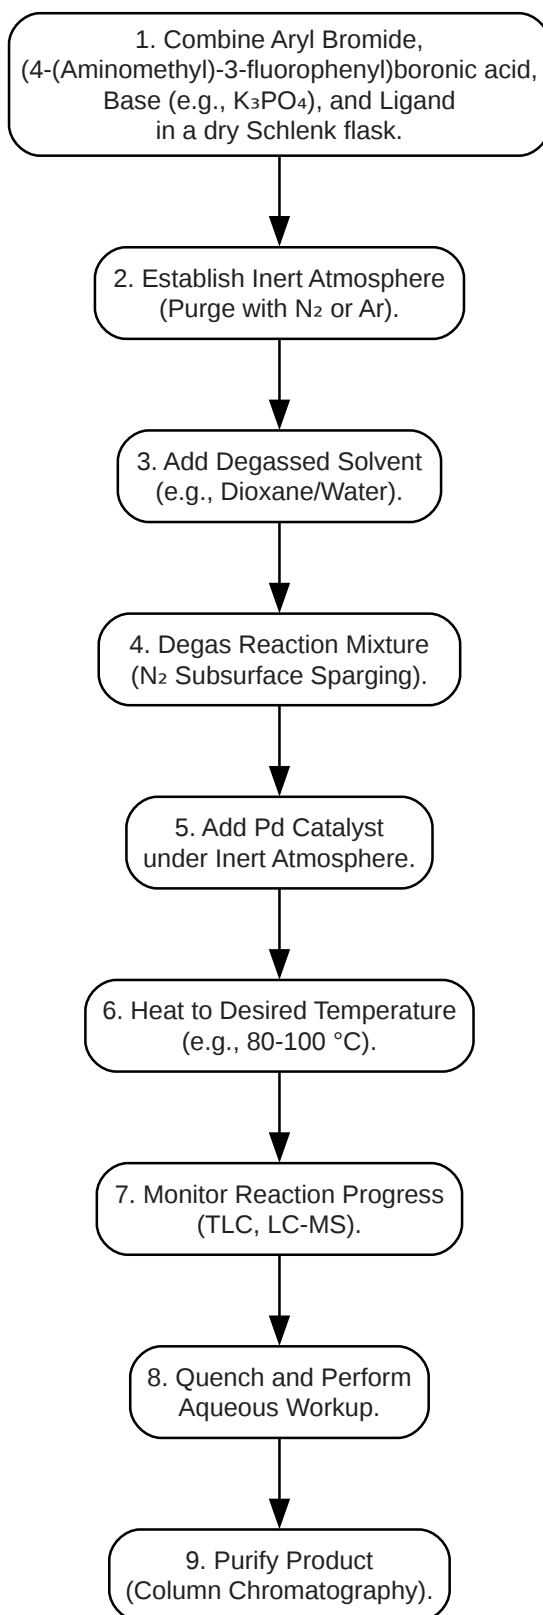 1. Combine Aryl Bromide,
(4-(Aminomethyl)-3-fluorophenyl)boronic acid,
Base (e.g., K₃PO₄), and Ligand
in a dry Schlenk flask.
2. Establish Inert Atmosphere
(Purge with N₂ or Ar).
3. Add Degassed Solvent
(e.g., Dioxane/Water).
4. Degas Reaction Mixture
(N₂ Subsurface Sparging).
5. Add Pd Catalyst
under Inert Atmosphere.
6. Heat to Desired Temperature
(e.g., 80-100 °C).
7. Monitor Reaction Progress
(TLC, LC-MS).
8. Quench and Perform
Aqueous Workup.
9. Purify Product
(Column Chromatography).